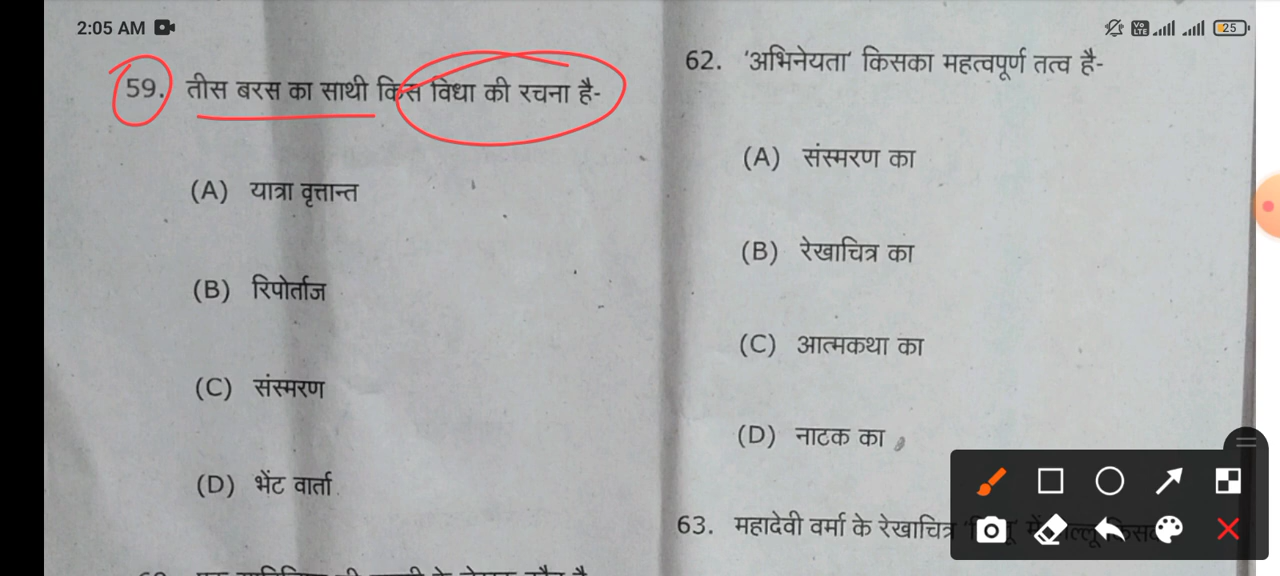 2:05 AM
25
59. तीस बरस का साथी किस विधा की रचना है-
(A) यात्रा वृत्तान्त
(B) रिपोर्ताज
(C) संस्मरण
(D) भेंट वार्ता
62. 'अभिनेयता' किसका महत्वपूर्ण तत्व है-
(A) संस्मरण का
(B) रेखाचित्र का
(C) आत्मकथा का
(D) नाटक का
63. महादेवी वर्मा के रेखाचित्र